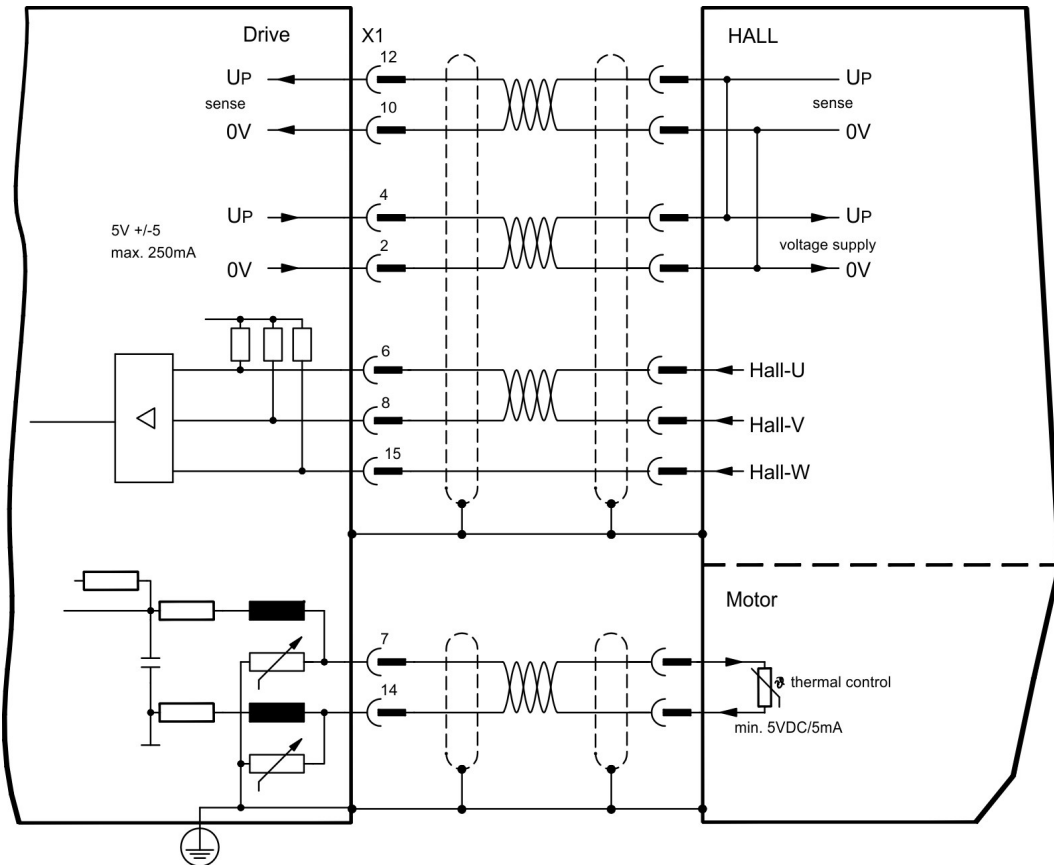 Drive X1 HALL
12
UP UP
sense sense
10
0V 0V
4
UP UP
5V +/-5
max. 250mA
voltage supply
2
0V 0V
6
Hall-U
8
Hall-V
15
Hall-W
Motor
7
ϑ thermal control
14
min. 5VDC/5mA